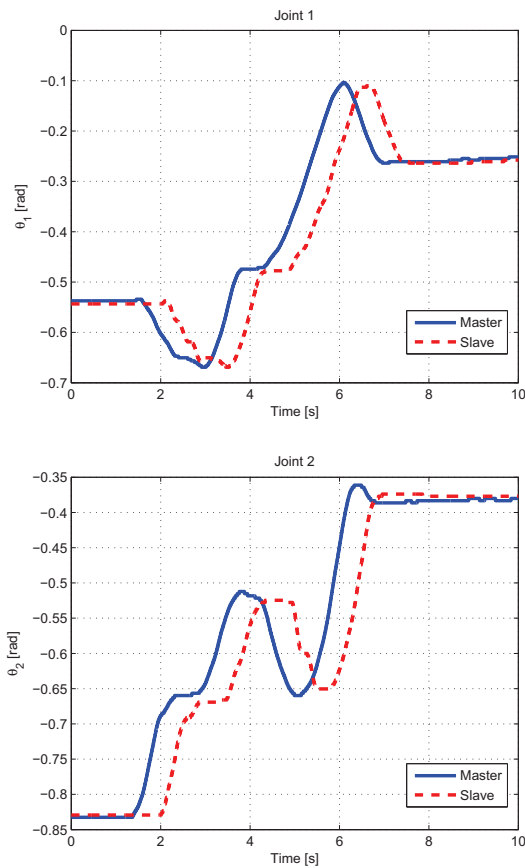 Joint 1
0
−0.1
−0.2
−0.3
−0.4
−0.5
−0.6
−0.7
θ1 [rad]
Master
Slave
0 2 4 6 8 10
Time [s]
Joint 2
−0.35
−0.4
−0.45
−0.5
−0.55
−0.6
−0.65
−0.7
−0.75
−0.8
−0.85
θ2 [rad]
Master
Slave
0 2 4 6 8 10
Time [s]